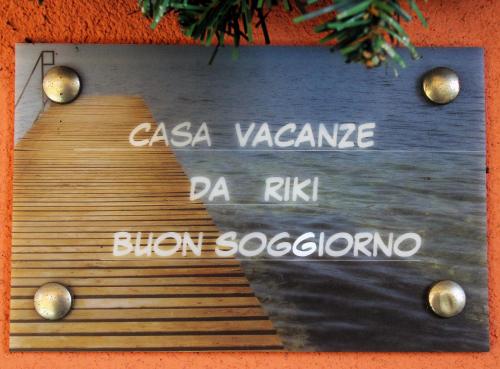 CASA VACANZE
DA RIKI
BUON SOGGIORNO